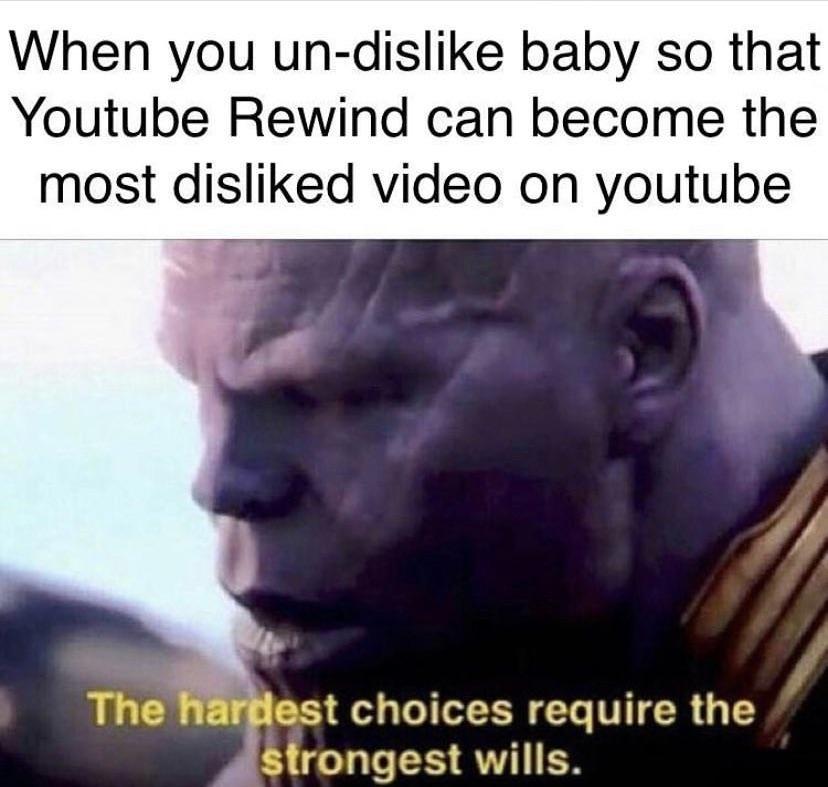 When you un-dislike baby so that
Youtube Rewind can become the
most disliked video on youtube
The hardest choices require the
strongest wills.